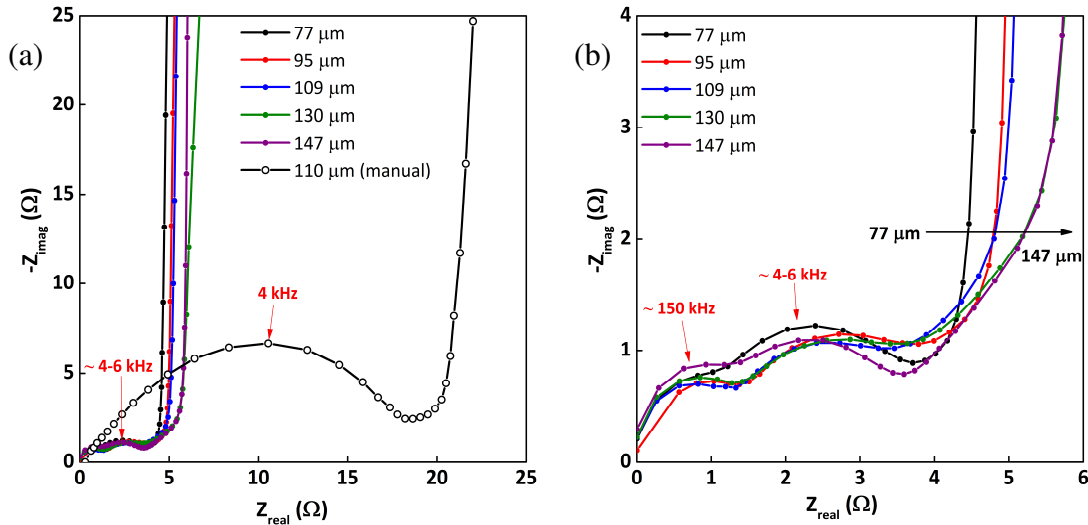 (a)
25
20
15
10
5
0
-Z_imag (Ω)
0 5 10 15 20 25
Z_real (Ω)
77 μm
95 μm
109 μm
130 μm
147 μm
110 μm (manual)
4 kHz
~ 4-6 kHz
(b)
4
3
2
1
0
-Z_imag (Ω)
0 1 2 3 4 5 6
Z_real (Ω)
77 μm
95 μm
109 μm
130 μm
147 μm
77 μm
147 μm
~ 4-6 kHz
~ 150 kHz